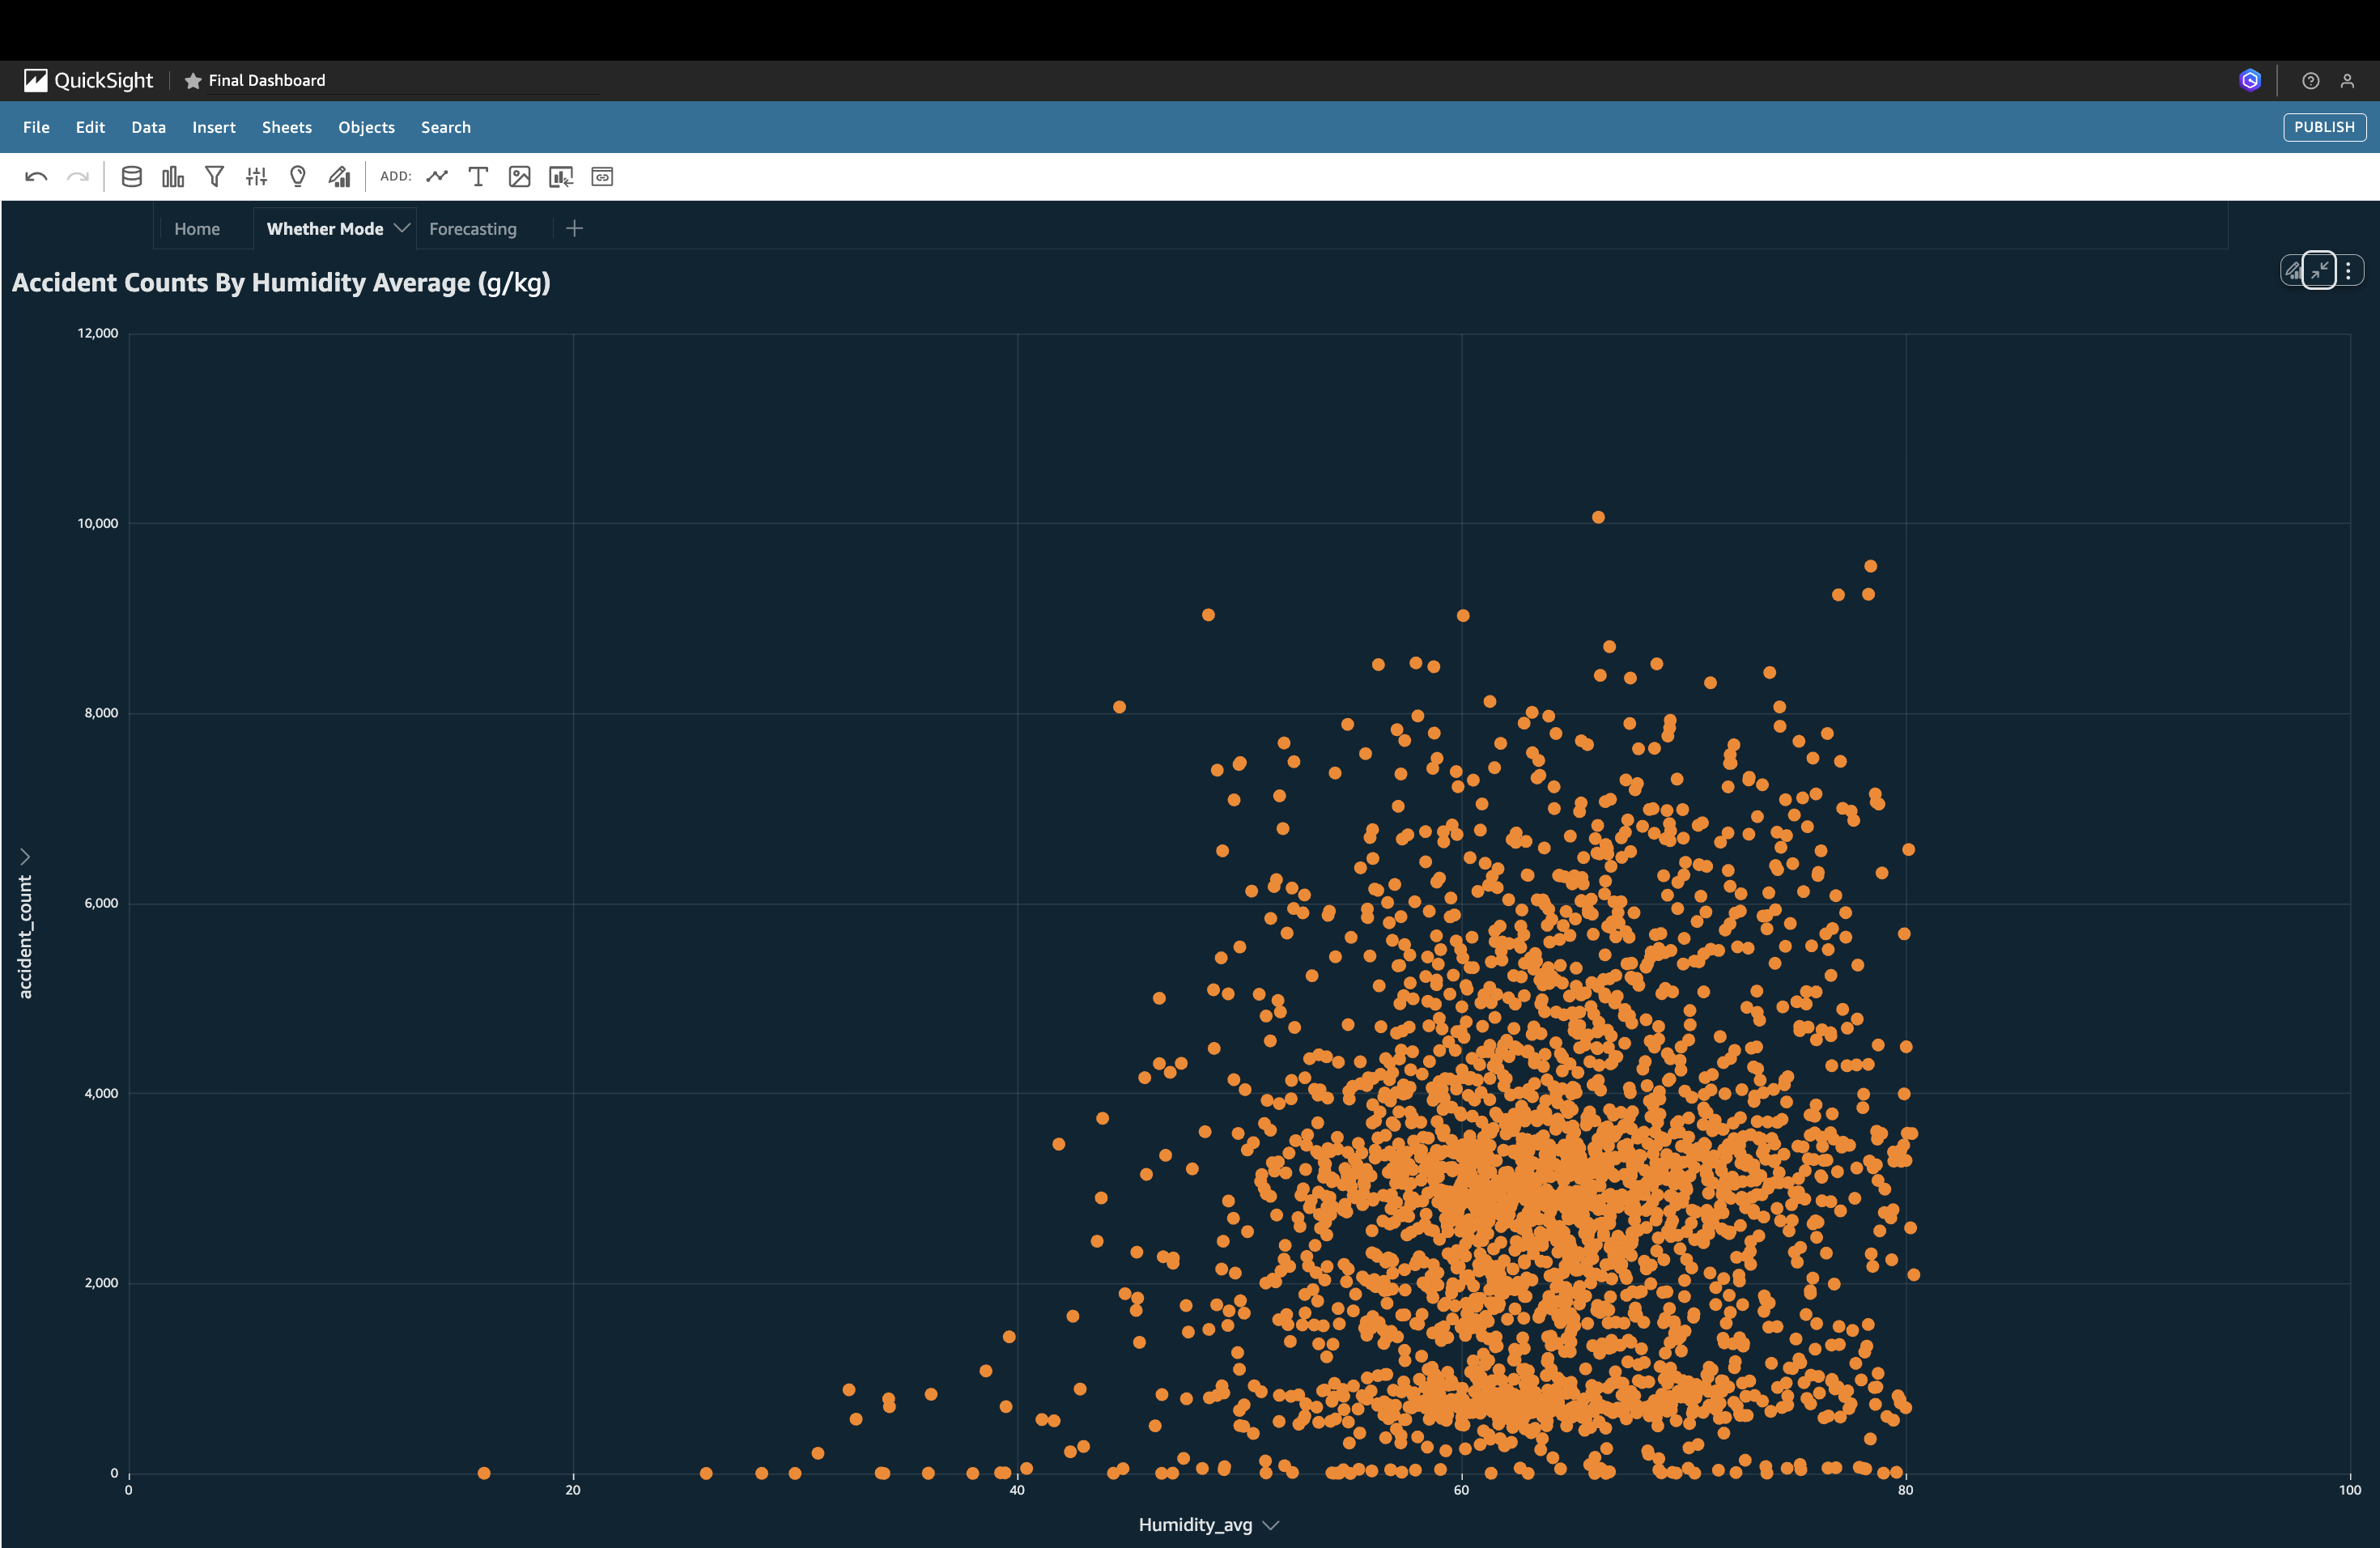 QuickSight Final Dashboard
File Edit Data Insert Sheets Objects Search PUBLISH
ADD:
Home Whether Mode Forecasting
Accident Counts By Humidity Average (g/kg)
12,000
10,000
8,000
6,000
4,000
2,000
0
accident_count
0 20 40 60 80 100
Humidity_avg